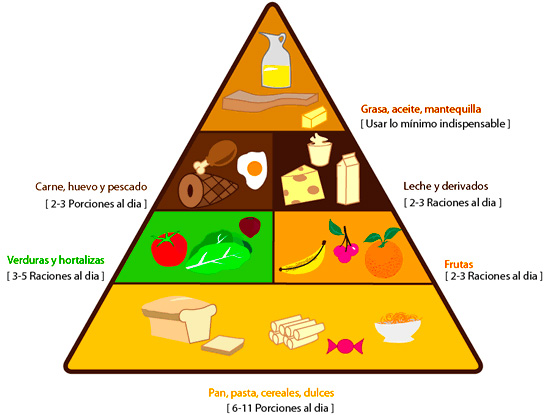 Grasa, aceite, mantequilla
[ Usar lo mínimo indispensable ]
Carne, huevo y pescado
[ 2-3 Porciones al dia ]
Leche y derivados
[ 2-3 Raciones al dia ]
Verduras y hortalizas
[ 3-5 Raciones al dia ]
Frutas
[ 2-3 Raciones al dia ]
Pan, pasta, cereales, dulces
[ 6-11 Porciones al dia ]